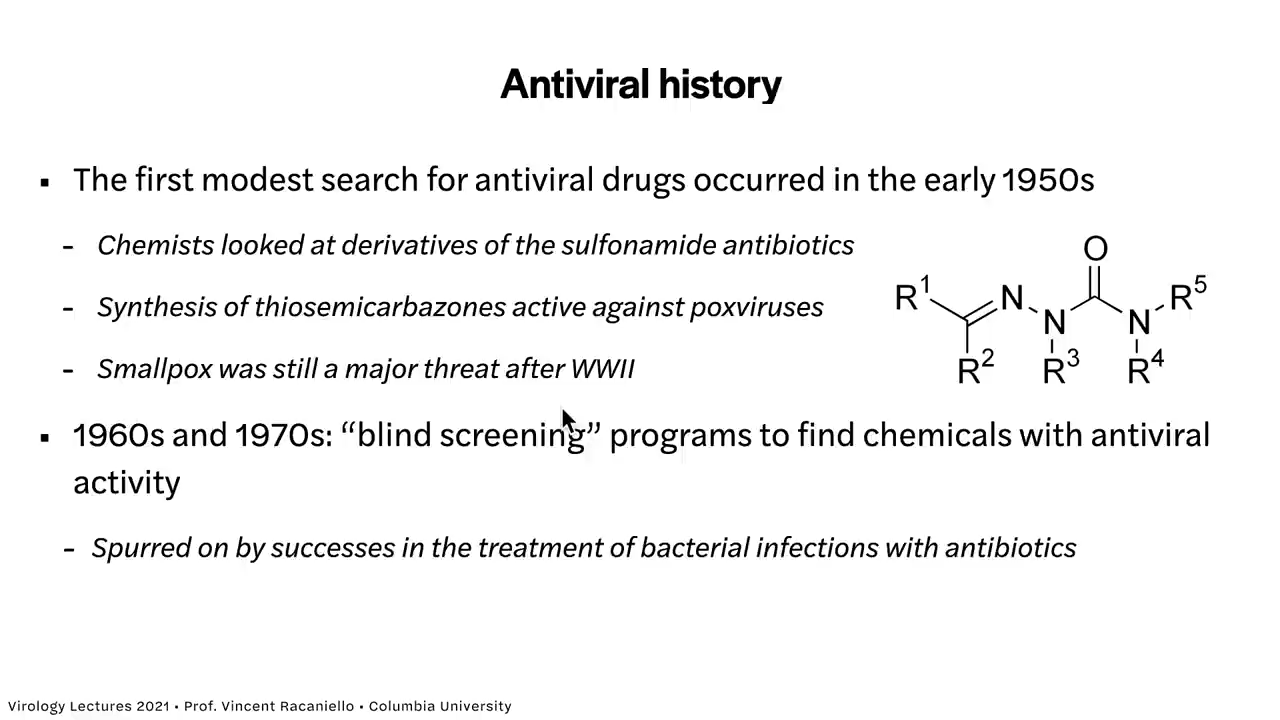 Antiviral history
▪ The first modest search for antiviral drugs occurred in the early 1950s
- Chemists looked at derivatives of the sulfonamide antibiotics
- Synthesis of thiosemicarbazones active against poxviruses
- Smallpox was still a major threat after WWII
O
R1 N N N R5
R2 R3 R4
▪ 1960s and 1970s: “blind screening” programs to find chemicals with antiviral
activity
- Spurred on by successes in the treatment of bacterial infections with antibiotics
Virology Lectures 2021 • Prof. Vincent Racaniello • Columbia University